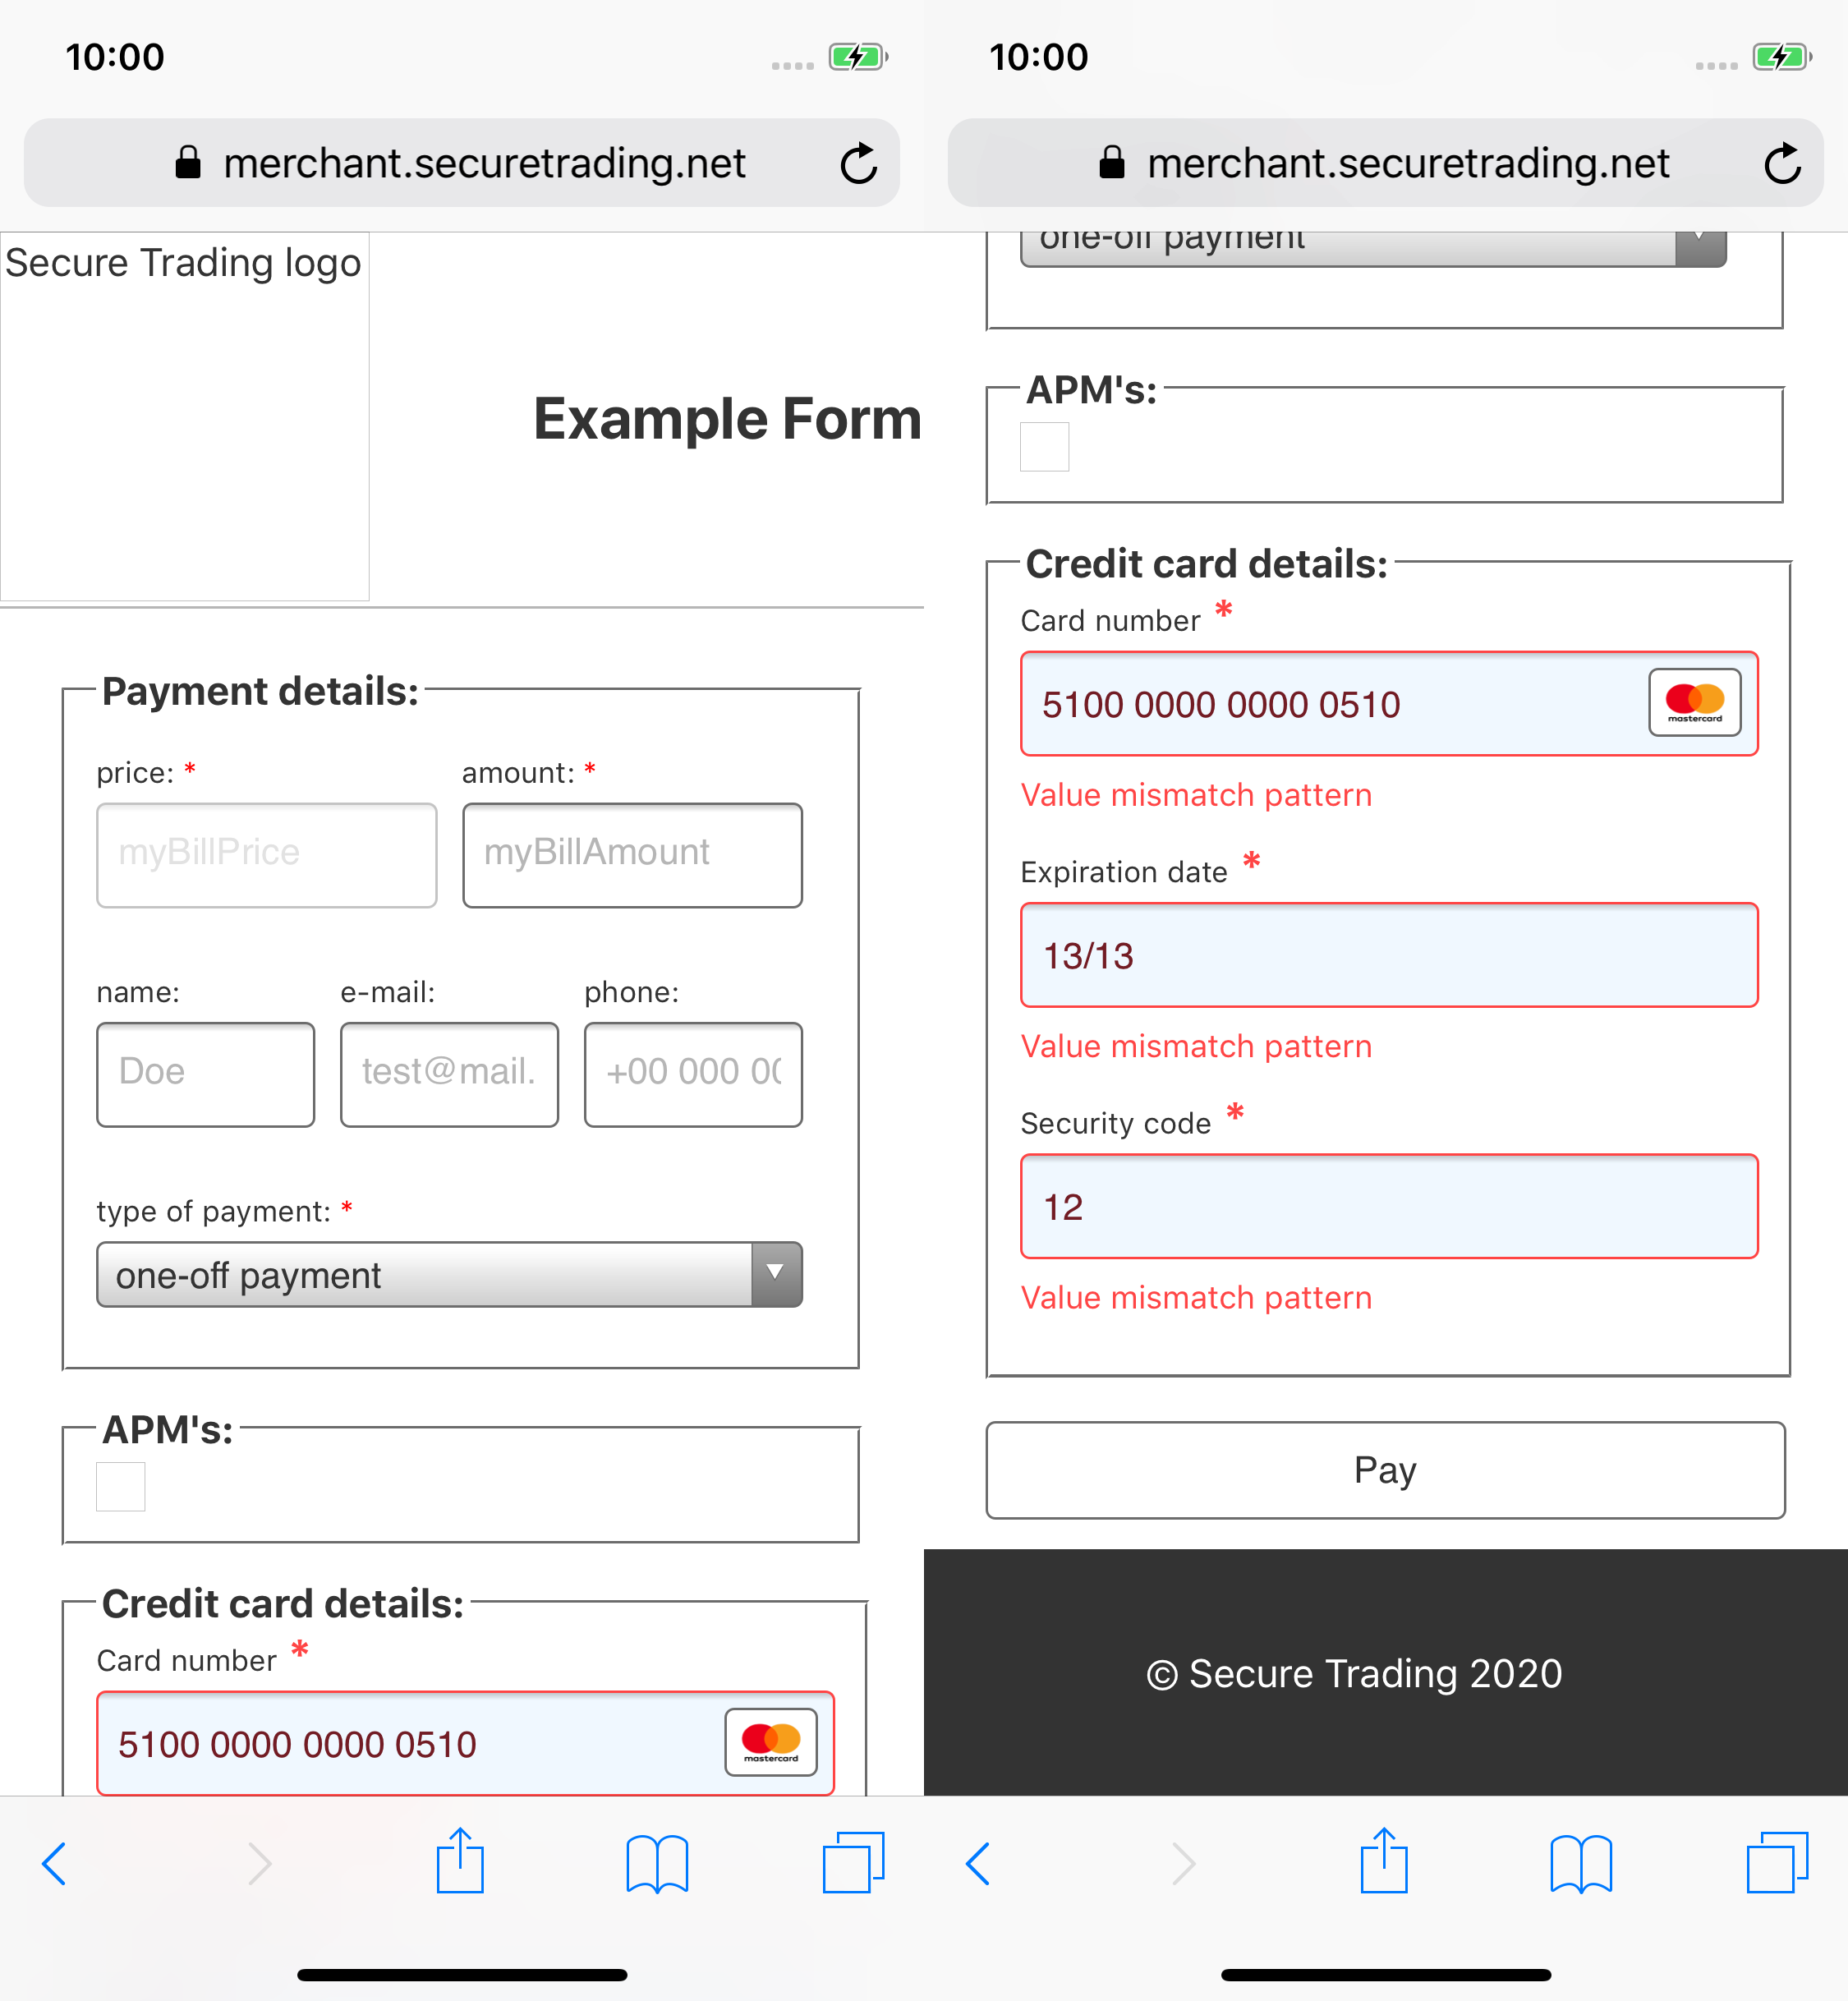 10:00
merchant.securetrading.net
Secure Trading logo
Example Form
Payment details:
price: *
amount: *
myBillPrice
myBillAmount
name:
e-mail:
phone:
Doe
test@mail.
+00 000 00
type of payment: *
one-off payment
APM's:
Credit card details:
Card number *
5100 0000 0000 0510
mastercard
10:00
merchant.securetrading.net
one-off payment
APM's:
Credit card details:
Card number *
5100 0000 0000 0510
mastercard
Value mismatch pattern
Expiration date *
13/13
Value mismatch pattern
Security code *
12
Value mismatch pattern
Pay
© Secure Trading 2020